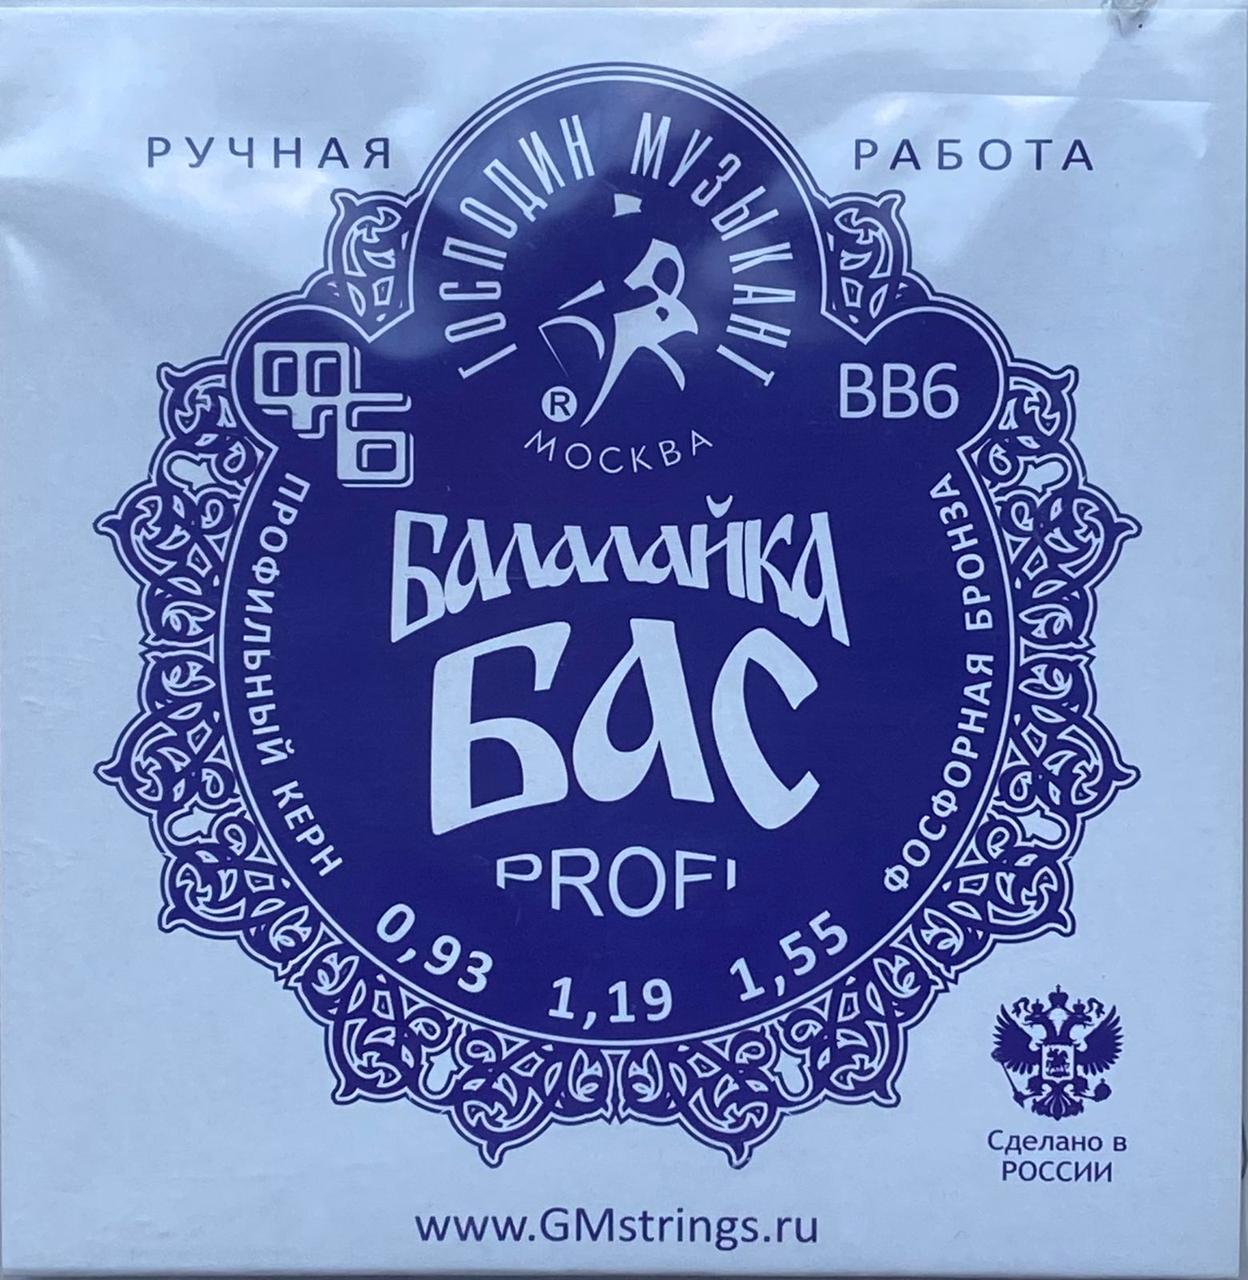 РУЧНАЯ РАБОТА
ГОСПОДИН МУЗЫКАНТ
®
МОСКВА
ФБ
BB6
ПРОФИЛЬНЫЙ КЕРН
ФОСФОРНАЯ БРОНЗА
БАЛАЛАЙКА
БАС
PROFI
0,93 1,19 1,55
Сделано в
РОССИИ
www.GMstrings.ru